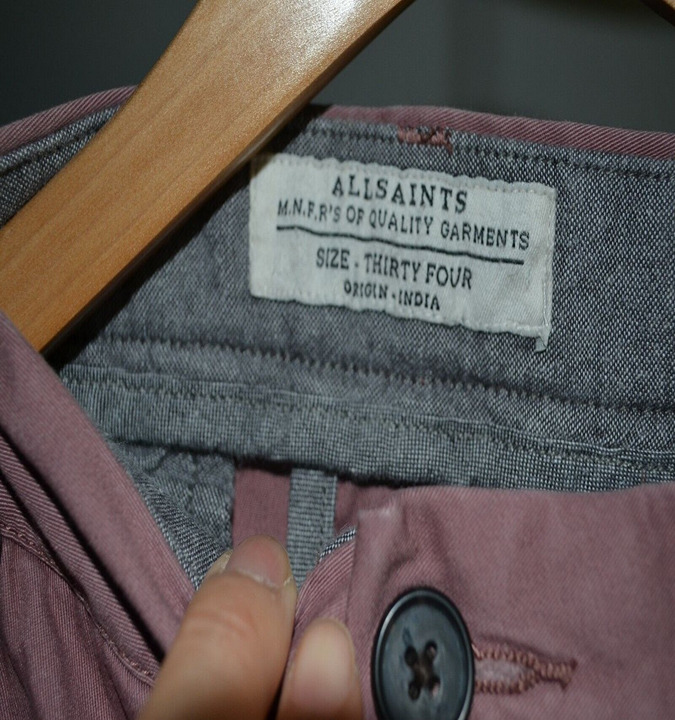 ALLSAINTS
M.N.F.R'S OF QUALITY GARMENTS
SIZE - THIRTY FOUR
ORIGIN - INDIA